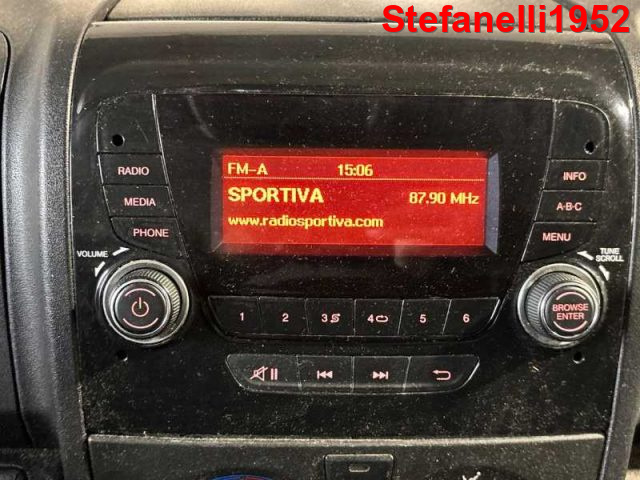 Stefanelli1952
FM-A 15:06
SPORTIVA 87.90 MHz
www.radiosportiva.com
RADIO
MEDIA
PHONE
VOLUME
INFO
A-B-C
MENU
TUNE
SCROLL
BROWSE
ENTER
1 2 3 4 5 6